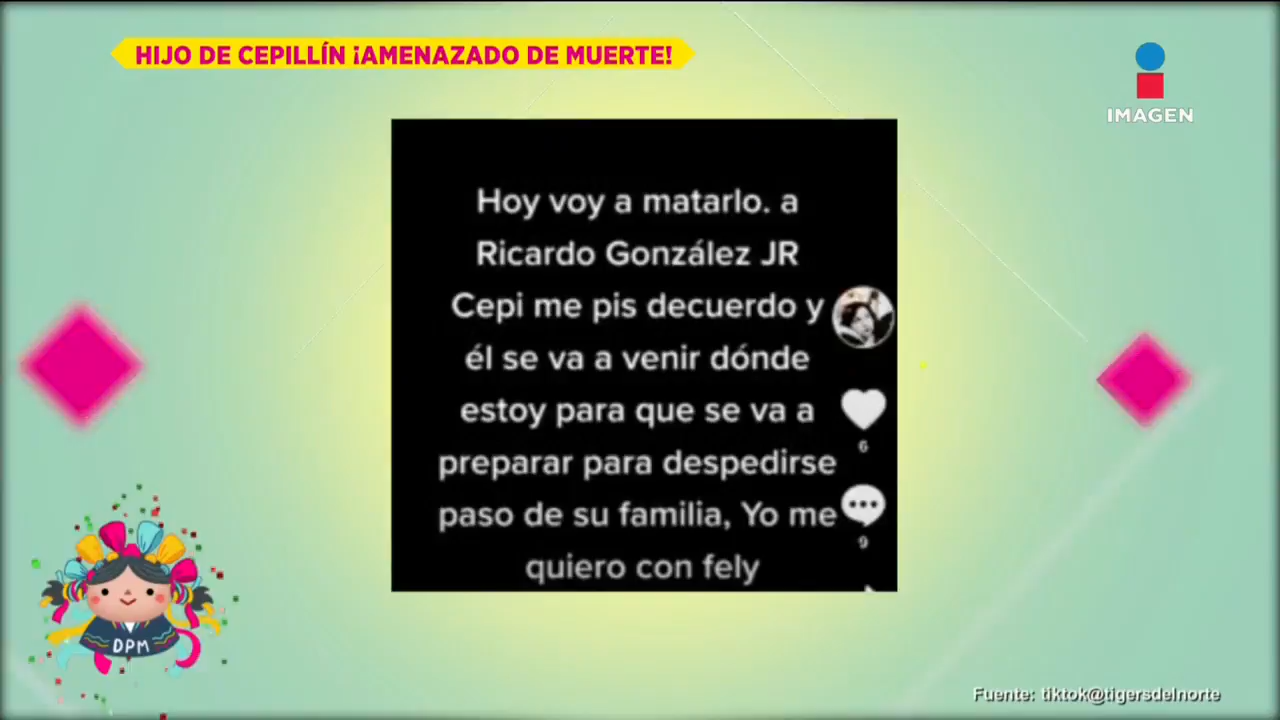 HIJO DE CEPILLÍN ¡AMENAZADO DE MUERTE!
IMAGEN
Hoy voy a matarlo. a
Ricardo González JR
Cepi me pis decuerdo y
él se va a venir dónde
estoy para que se va a
preparar para despedirse
paso de su familia, Yo me
quiero con fely
6
9
DPM
Fuente: tiktok@tigersdelnorte